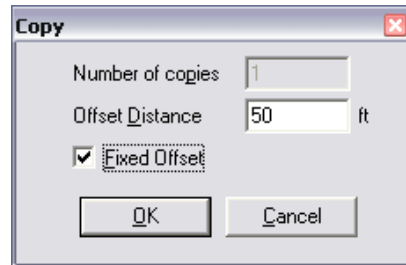 Copy
Number of copies 1
Offset Distance 50 ft
Fixed Offset
OK Cancel